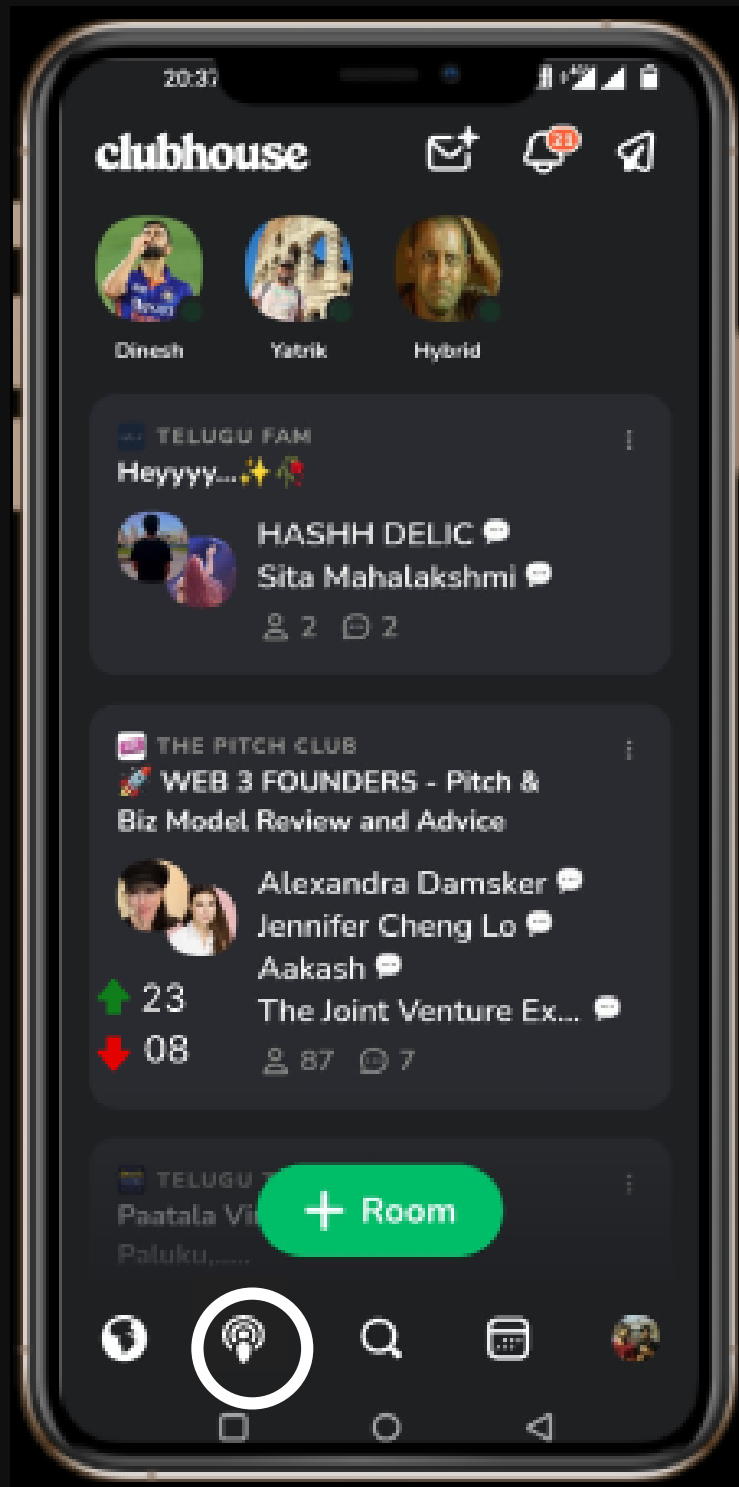 20:37
clubhouse
21
Dinesh Yatrik Hybrid
TELUGU FAM
Heyyyy...✨🥀
HASHH DELIC 💬
Sita Mahalakshmi 💬
2 2
THE PITCH CLUB
🚀 WEB 3 FOUNDERS - Pitch &
Biz Model Review and Advice
Alexandra Damsker 💬
Jennifer Cheng Lo 💬
Aakash 💬
The Joint Venture Ex... 💬
23
08
87 7
TELUGU
Paatala
Paluku,.....
+ Room